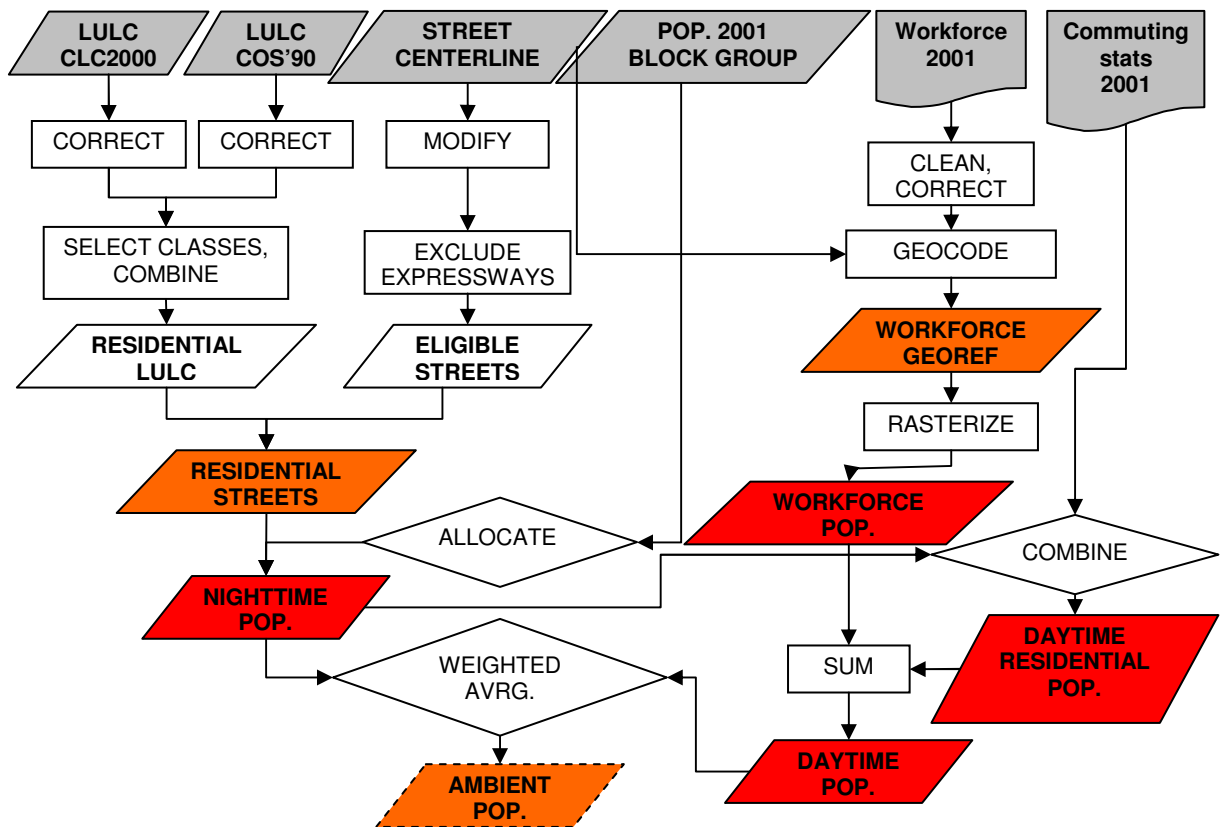 LULC
CLC2000
LULC
COS'90
STREET
CENTERLINE
POP. 2001
BLOCK GROUP
Workforce
2001
Commuting
stats
2001
CORRECT
CORRECT
MODIFY
CLEAN,
CORRECT
SELECT CLASSES,
COMBINE
EXCLUDE
EXPRESSWAYS
GEOCODE
RESIDENTIAL
LULC
ELIGIBLE
STREETS
WORKFORCE
GEOREF
RASTERIZE
RESIDENTIAL
STREETS
ALLOCATE
WORKFORCE
POP.
COMBINE
NIGHTTIME
POP.
WEIGHTED
AVRG.
SUM
DAYTIME
RESIDENTIAL
POP.
AMBIENT
POP.
DAYTIME
POP.